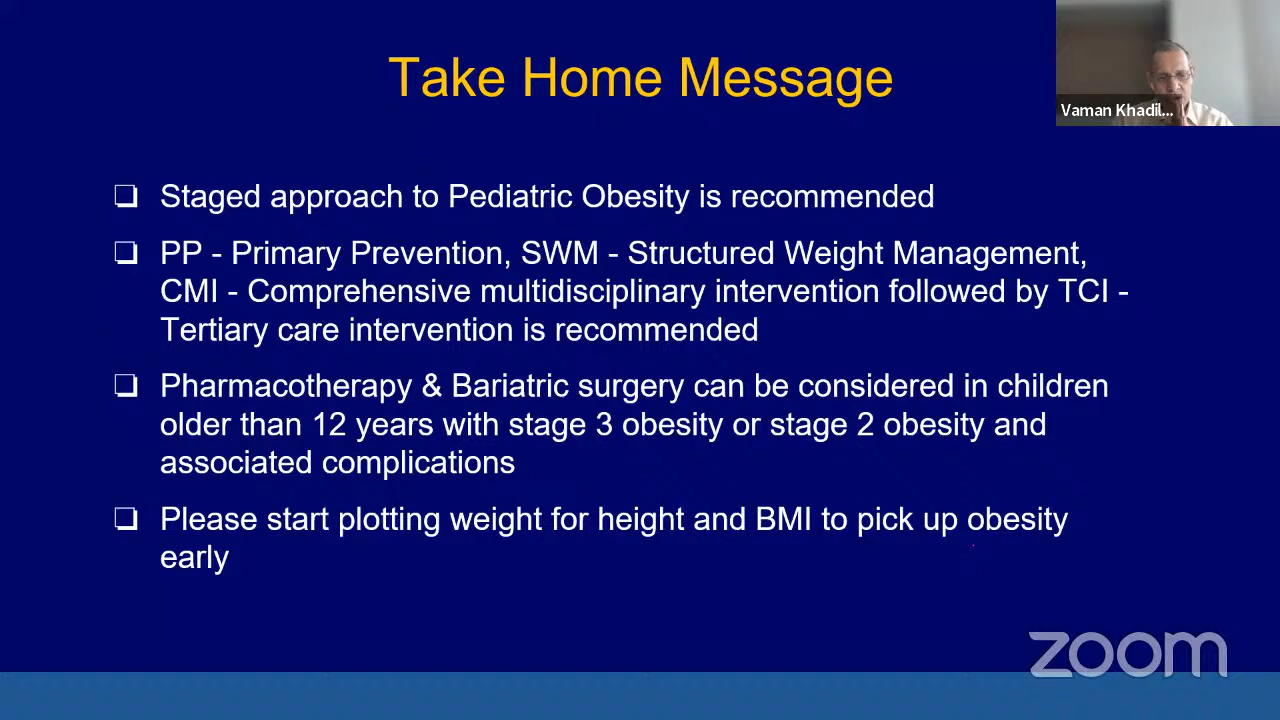 Take Home Message
Vaman Khadil...
❏ Staged approach to Pediatric Obesity is recommended
❏ PP - Primary Prevention, SWM - Structured Weight Management,
CMI - Comprehensive multidisciplinary intervention followed by TCI -
Tertiary care intervention is recommended
❏ Pharmacotherapy & Bariatric surgery can be considered in children
older than 12 years with stage 3 obesity or stage 2 obesity and
associated complications
❏ Please start plotting weight for height and BMI to pick up obesity
early
zoom